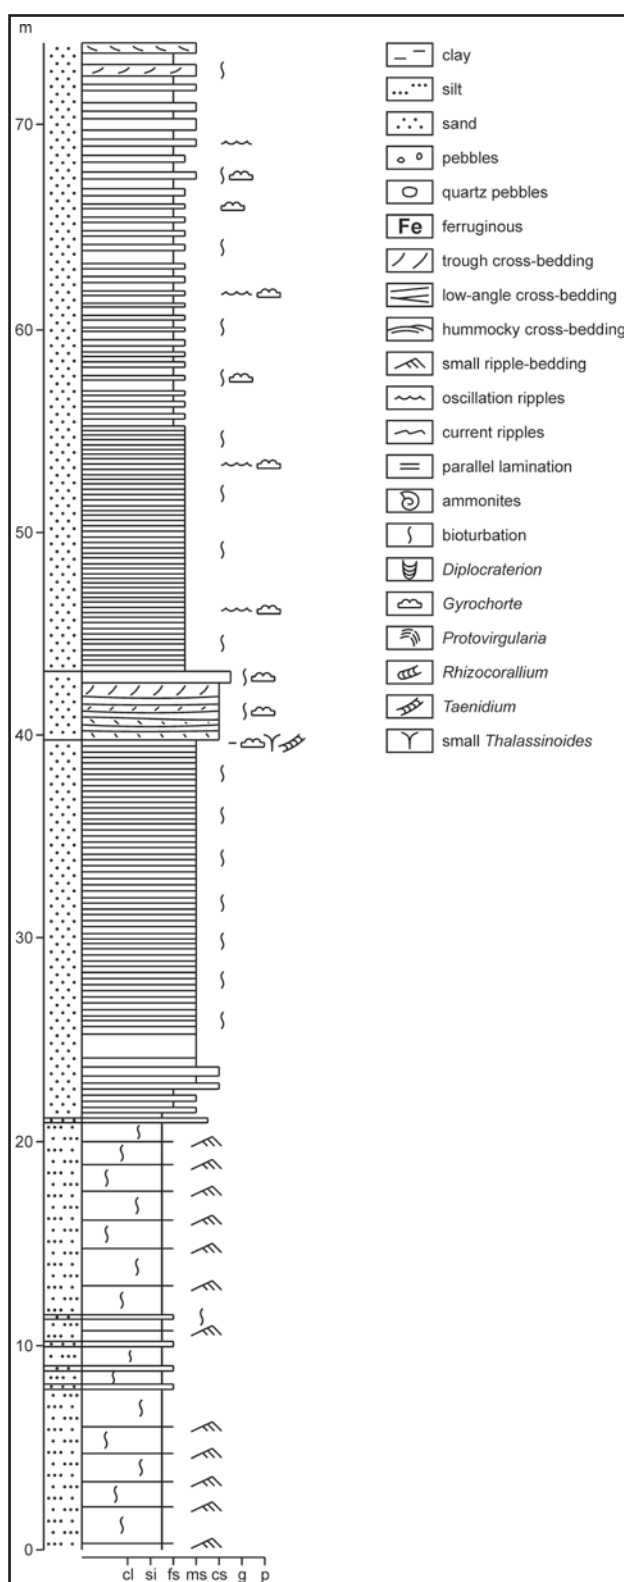 m
70
60
50
40
30
20
10
0
cl si fs ms cs g p
clay
silt
sand
pebbles
quartz pebbles
Fe ferruginous
trough cross-bedding
low-angle cross-bedding
hummocky cross-bedding
small ripple-bedding
oscillation ripples
current ripples
parallel lamination
ammonites
bioturbation
Diplocraterion
Gyrochorte
Protovirgularia
Rhizocorallium
Taenidium
small Thalassinoides